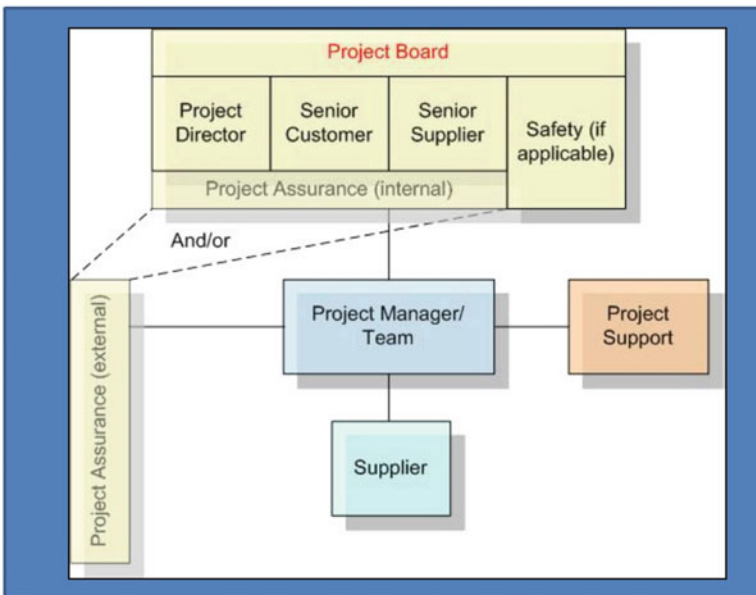 Project Board
Project
Director
Senior
Customer
Senior
Supplier
Safety (if
applicable)
Project Assurance (internal)
And/or
Project Assurance (external)
Project Manager/
Team
Project
Support
Supplier